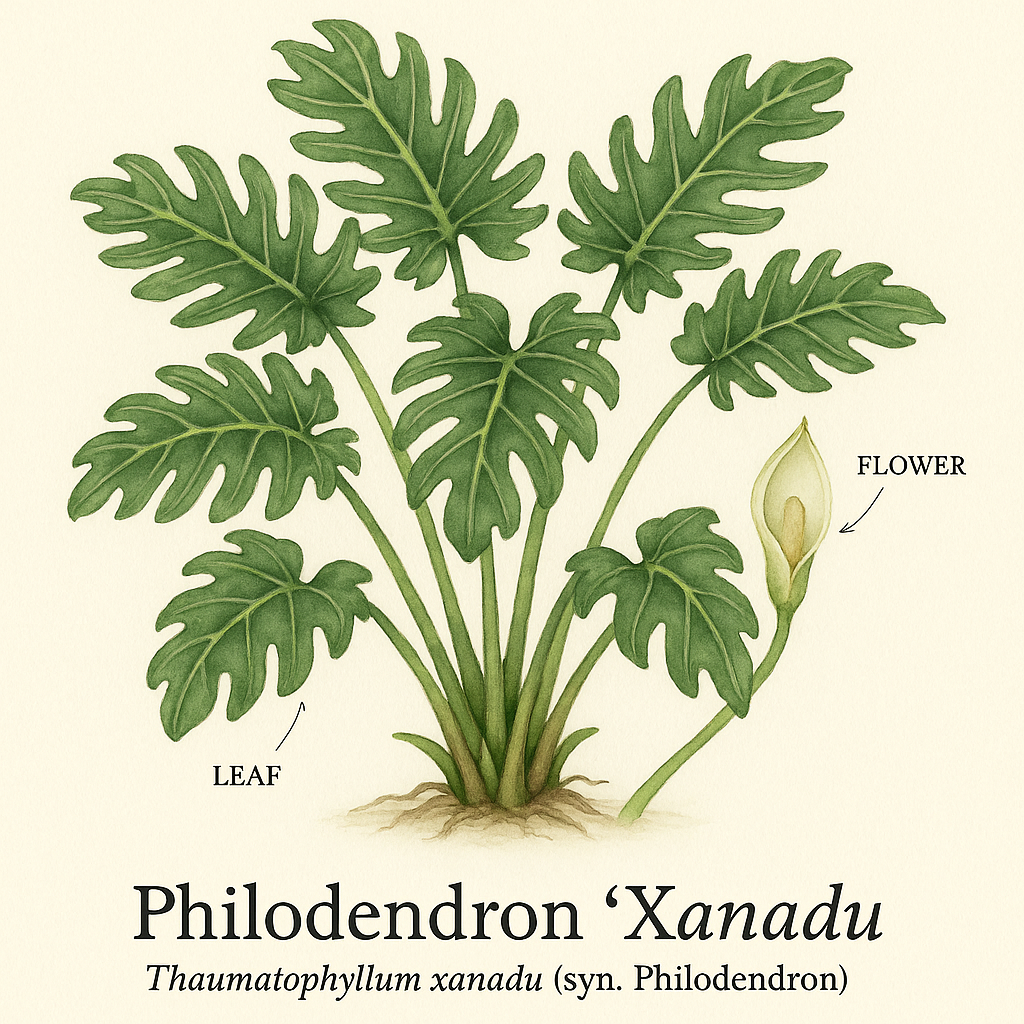 FLOWER
LEAF
Philodendron ‘Xanadu
Thaumatophyllum xanadu (syn. Philodendron)